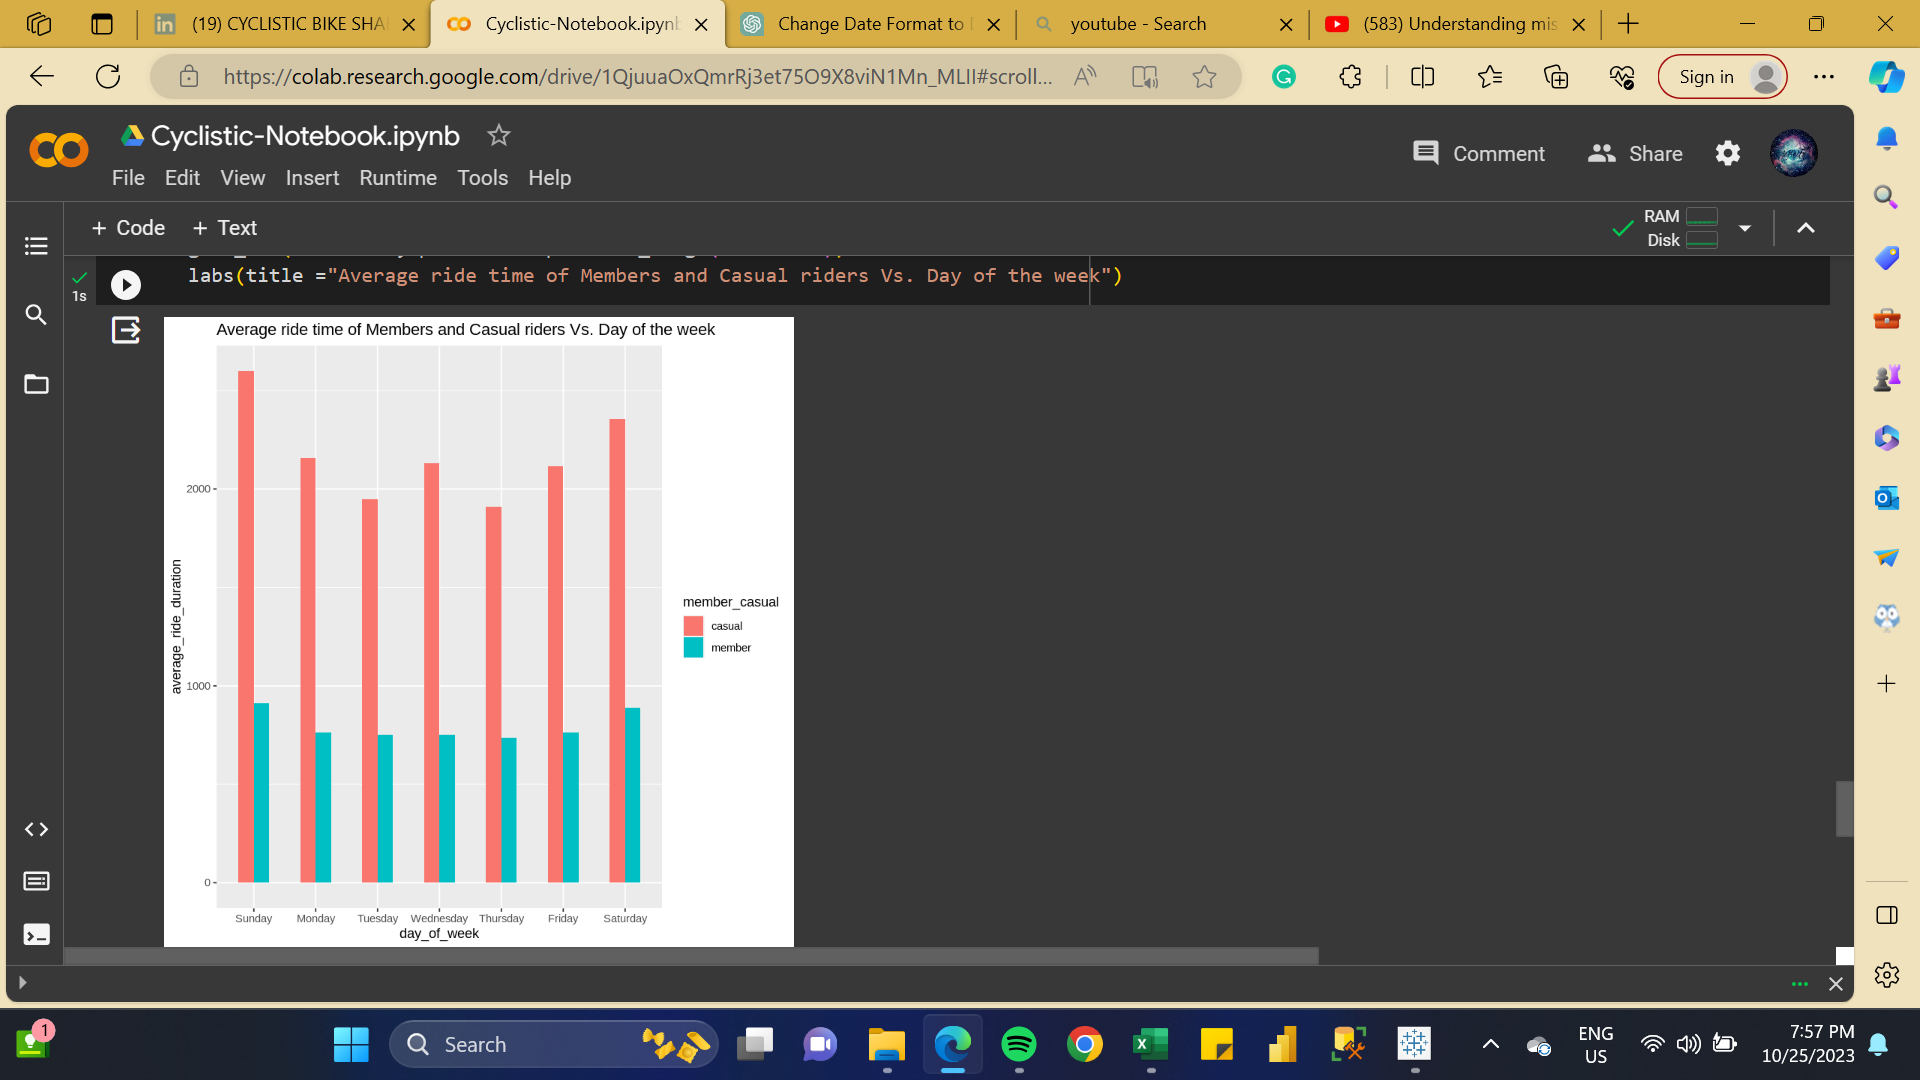 (19) CYCLISTIC BIKE SHA
Cyclistic-Notebook.ipynb
Change Date Format to
youtube - Search
(583) Understanding mis
https://colab.research.google.com/drive/1QjuuaOxQmrRj3et75O9X8viN1Mn_MLII#scroll...
Sign in
Cyclistic-Notebook.ipynb
Comment
Share
File Edit View Insert Runtime Tools Help
+ Code + Text
RAM
Disk
labs(title ="Average ride time of Members and Casual riders Vs. Day of the week")
1s
Average ride time of Members and Casual riders Vs. Day of the week
2000
1000
0
average_ride_duration
member_casual
casual
member
Sunday Monday Tuesday Wednesday Thursday Friday Saturday
day_of_week
1
Search
ENG
US
7:57 PM
10/25/2023